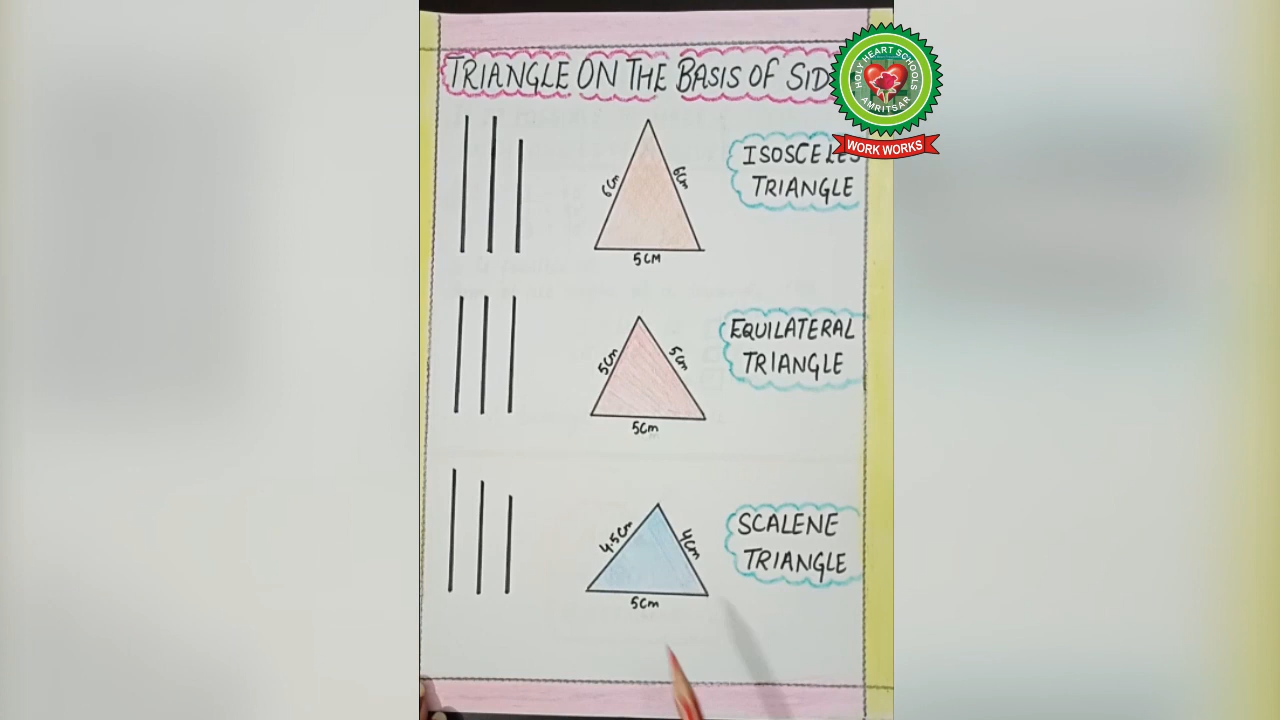 TRIANGLE ON THE BASIS OF SID
HOLY HEART SCHOOLS
AMRITSAR
WORK WORKS
6cm
6cm
5CM
ISOSCELES
TRIANGLE
5cm
5cm
5cm
EQUILATERAL
TRIANGLE
4.5cm
4cm
5cm
SCALENE
TRIANGLE